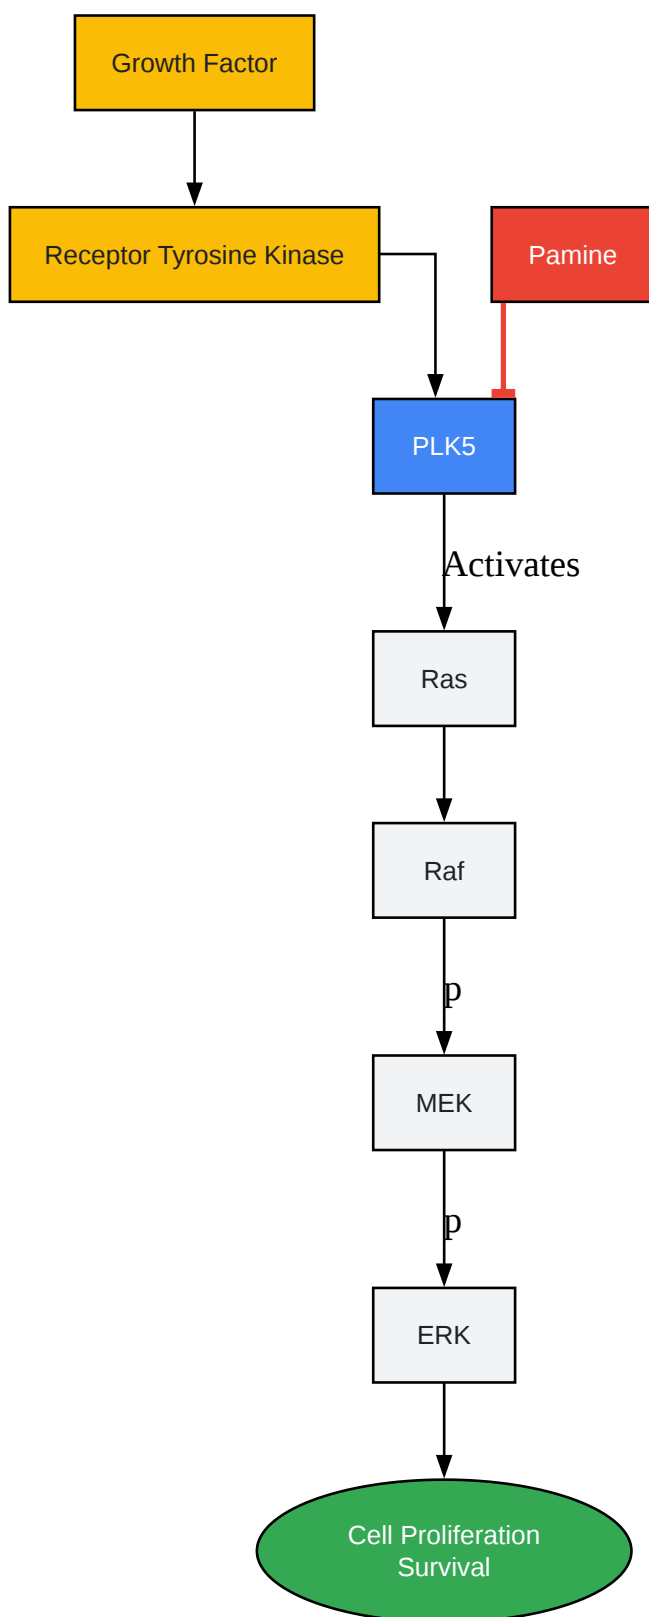 Growth Factor
Receptor Tyrosine Kinase
Pamine
PLK5
Activates
Ras
Raf
p
MEK
p
ERK
Cell Proliferation
Survival